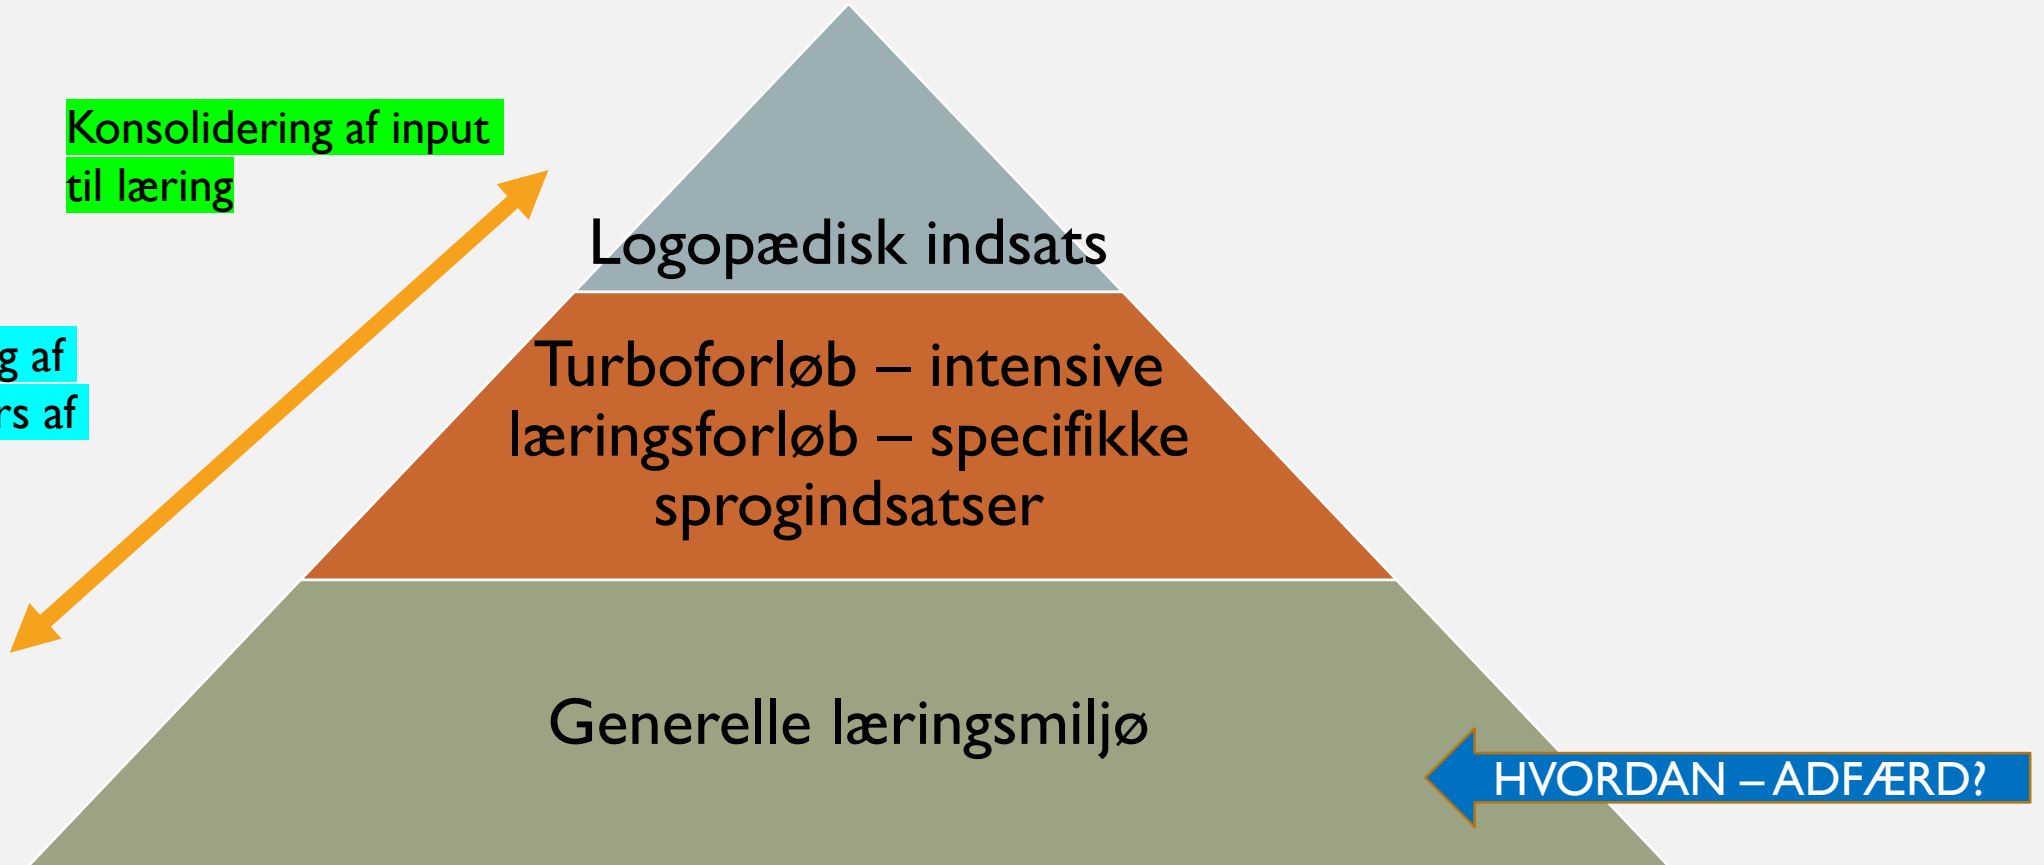 Konsolidering af input
til læring
Logopædisk indsats
g af
rs af
Turboforløb – intensive
læringsforløb – specifikke
sprogindsatser
Generelle læringsmiljø
HVORDAN – ADFÆRD?